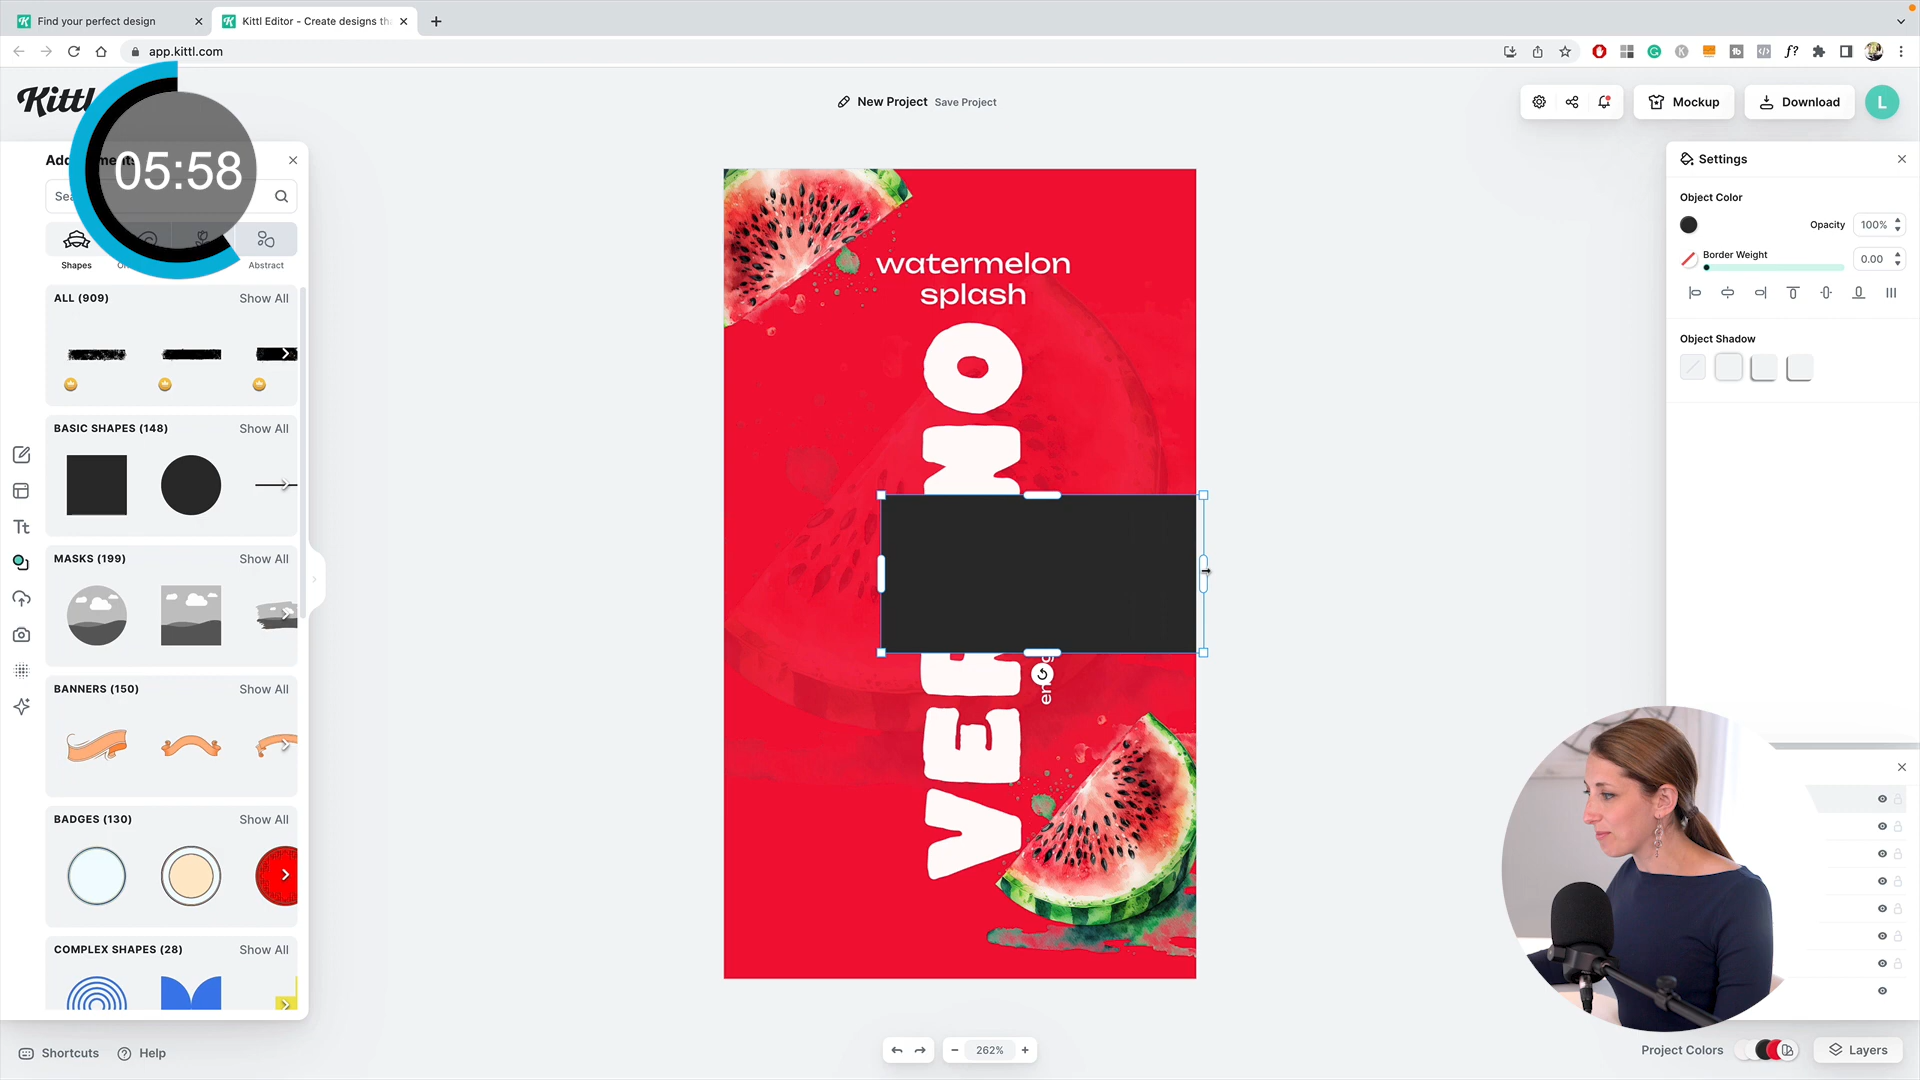 Find your perfect design
Kittl Editor - Create designs th
app.kittl.com
Kittl
New Project Save Project
Mockup
Download
L
05:58
Shapes
Abstract
ALL (909) Show All
BASIC SHAPES (148) Show All
MASKS (199) Show All
BANNERS (150) Show All
BADGES (130) Show All
COMPLEX SHAPES (28) Show All
Tt
watermelon
splash
Settings
Object Color
Opacity 100%
Border Weight 0.00
Object Shadow
Shortcuts Help
262%
Project Colors Layers